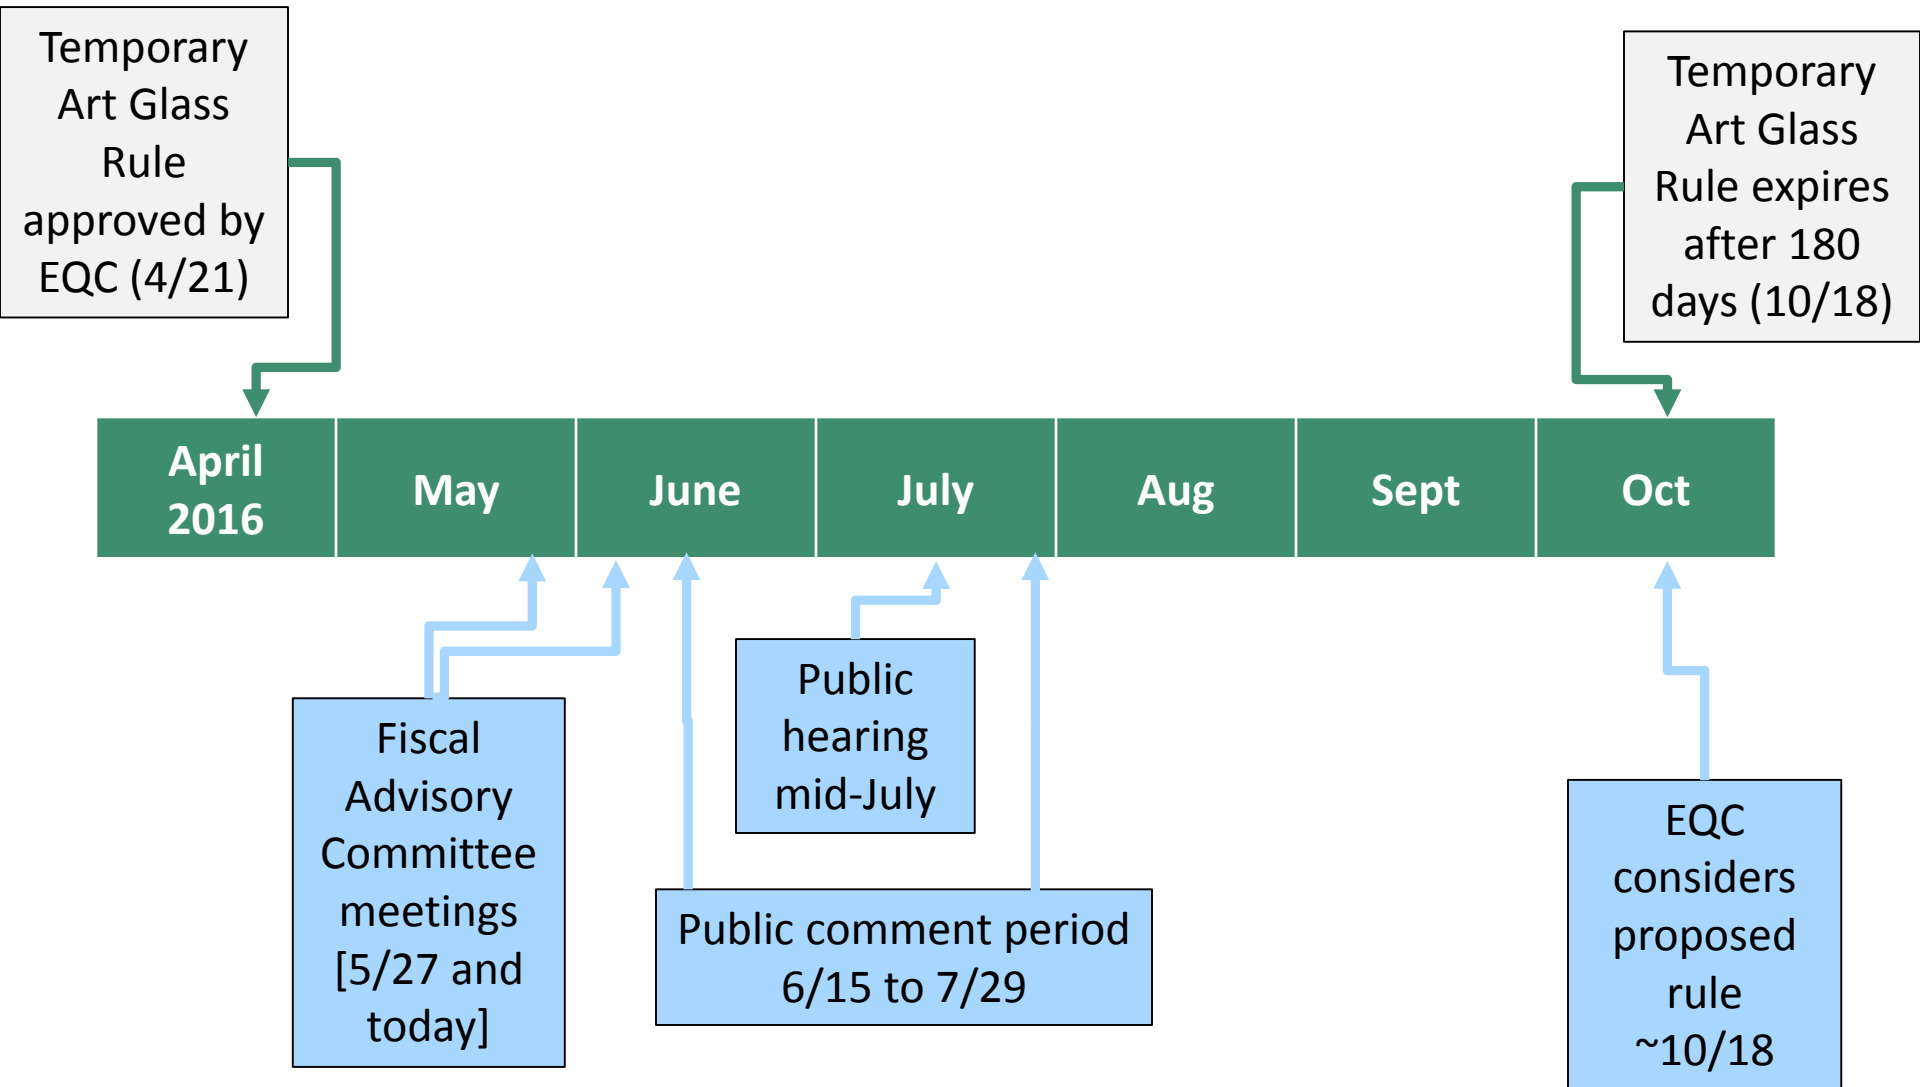 Temporary
Art Glass
Rule
approved by
EQC (4/21)
Temporary
Art Glass
Rule expires
after 180
days (10/18)
April
2016
May
June
July
Aug
Sept
Oct
Fiscal
Advisory
Committee
meetings
[5/27 and
today]
Public
hearing
mid-July
Public comment period
6/15 to 7/29
EQC
considers
proposed
rule
~10/18